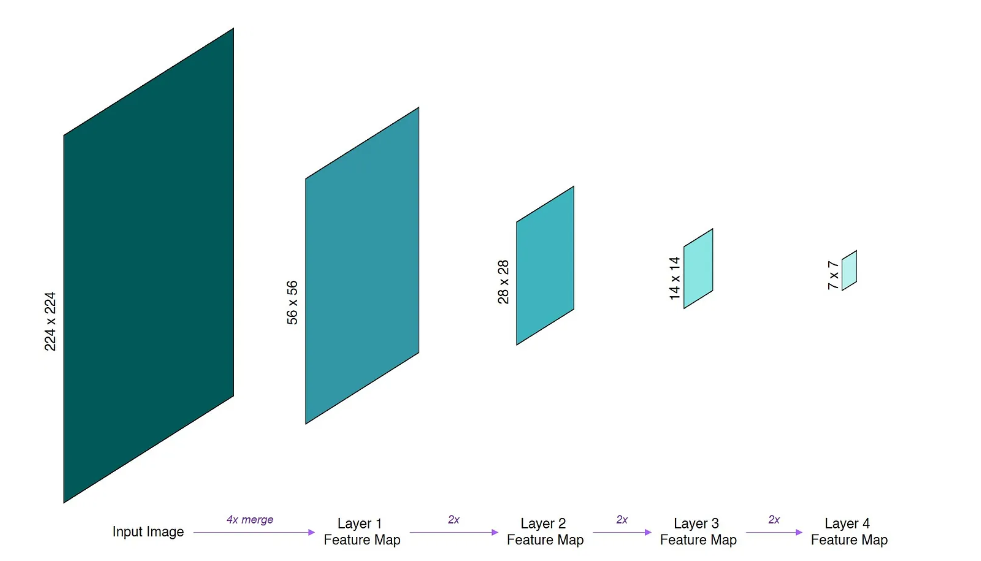 224 x 224
56 x 56
28 x 28
14 x 14
7 x 7
Input Image
4x merge
Layer 1
Feature Map
2x
Layer 2
Feature Map
2x
Layer 3
Feature Map
2x
Layer 4
Feature Map